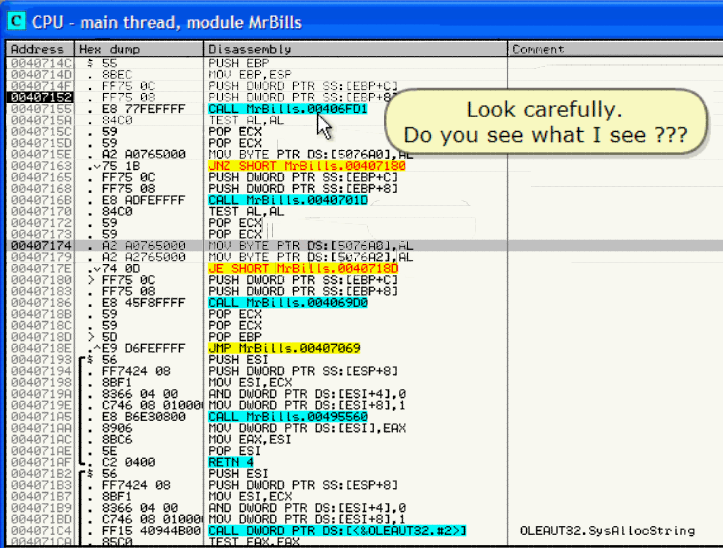 C CPU - main thread, module MrBills
Address Hex dump Disassembly Comment
0040714C $ 55 PUSH EBP
0040714D . 8BEC MOV EBP,ESP
0040714F . FF75 0C PUSH DWORD PTR SS:[EBP+C]
00407152 . FF75 08 PUSH DWORD PTR SS:[EBP+8]
00407155 . E8 77FEFFFF CALL MrBills.00406FD1
0040715A . 84C0 TEST AL,AL
0040715C . 59 POP ECX
0040715D . 59 POP ECX
0040715E . A2 A0765000 MOV BYTE PTR DS:[5076A0],AL
00407163 .v75 1B JNZ SHORT MrBills.00407180
00407165 . FF75 0C PUSH DWORD PTR SS:[EBP+C]
00407168 . FF75 08 PUSH DWORD PTR SS:[EBP+8]
0040716B . E8 ADFEFFFF CALL MrBills.0040701D
00407170 . 84C0 TEST AL,AL
00407172 . 59 POP ECX
00407173 . 59 POP ECX
00407174 . A2 A0765000 MOV BYTE PTR DS:[5076A0],AL
00407179 . A2 A2765000 MOV BYTE PTR DS:[5076A2],AL
0040717E .v74 0D JE SHORT MrBills.0040718D
00407180 > FF75 0C PUSH DWORD PTR SS:[EBP+C]
00407183 . FF75 08 PUSH DWORD PTR SS:[EBP+8]
00407186 . E8 45F8FFFF CALL MrBills.004069D0
0040718B . 59 POP ECX
0040718C . 59 POP ECX
0040718D > 5D POP EBP
0040718E .^E9 D6FEFFFF JMP MrBills.00407069
00407193 $ 56 PUSH ESI
00407194 . FF7424 08 PUSH DWORD PTR SS:[ESP+8]
00407198 . 8BF1 MOV ESI,ECX
0040719A . 8366 04 00 AND DWORD PTR DS:[ESI+4],0
0040719E . C746 08 01000 MOV DWORD PTR DS:[ESI+8],1
004071A5 . E8 B6E30800 CALL MrBills.00495560
004071AA . 8906 MOV DWORD PTR DS:[ESI],EAX
004071AC . 8BC6 MOV EAX,ESI
004071AE . 5E POP ESI
004071AF . C2 0400 RETN 4
004071B2 $ 56 PUSH ESI
004071B3 . FF7424 08 PUSH DWORD PTR SS:[ESP+8]
004071B7 . 8BF1 MOV ESI,ECX
004071B9 . 8366 04 00 AND DWORD PTR DS:[ESI+4],0
004071BD . C746 08 01000 MOV DWORD PTR DS:[ESI+8],1
004071C4 . FF15 40944B00 CALL DWORD PTR DS:[<&OLEAUT32.#2>] OLEAUT32.SysAllocString
004071CA . 85C0 TEST EAX,EAX
Look carefully.
Do you see what I see ???